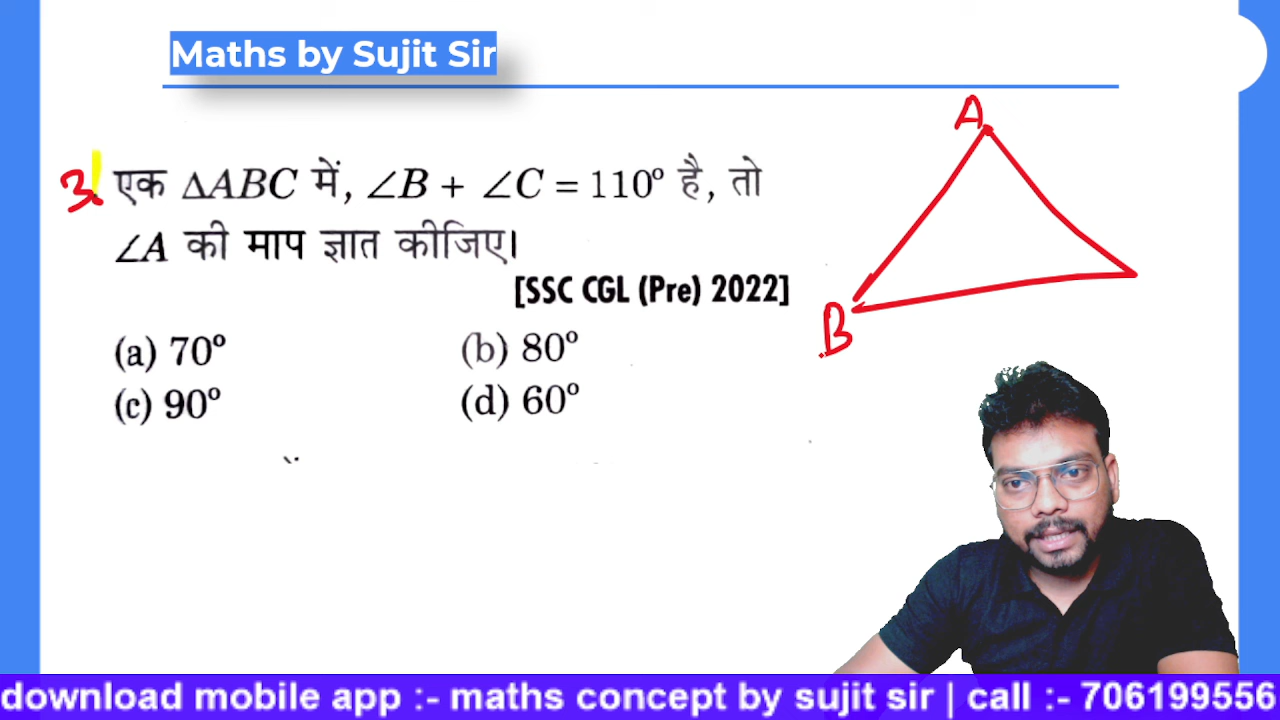 Maths by Sujit Sir
3. एक ΔABC में, ∠B + ∠C = 110° है, तो
∠A की माप ज्ञात कीजिए।
[SSC CGL (Pre) 2022]
(a) 70° (b) 80°
(c) 90° (d) 60°
A
B
download mobile app :- maths concept by sujit sir | call :- 706199556